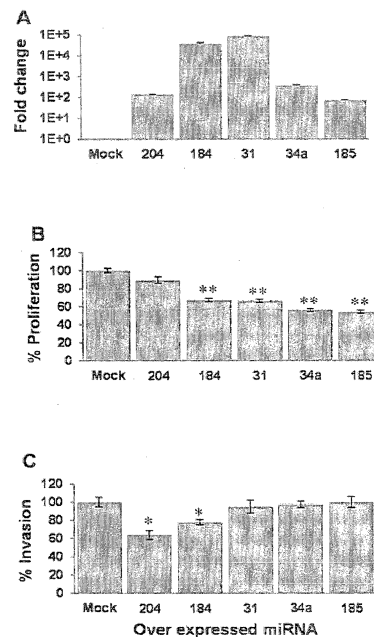 A
Fold change
1E+5
1E+4
1E+3
1E+2
1E+1
1E+0
Mock 204 184 31 34a 185
B
% Proliferation
120
100
80
60
40
20
0
** ** ** **
Mock 204 184 31 34a 185
C
% Invasion
120
100
80
60
40
20
0
* *
Mock 204 184 31 34a 185
Over expressed miRNA